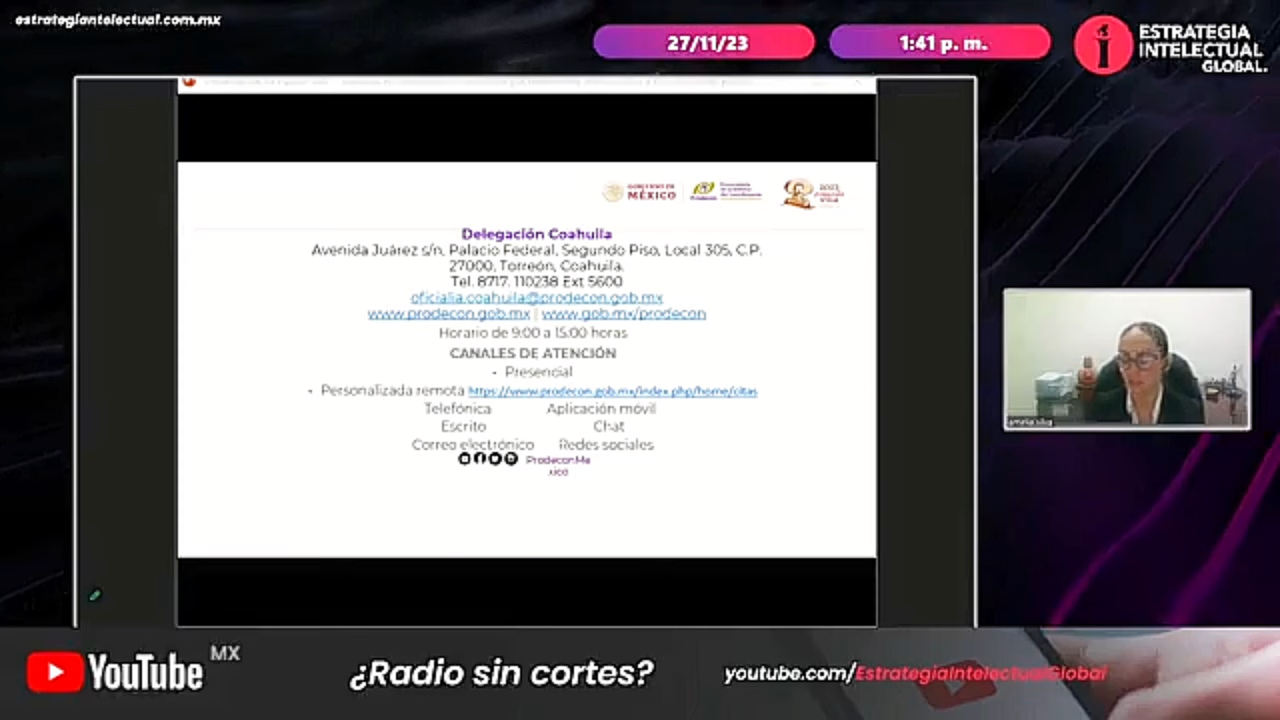 estrategiaintelectual.com.mx
27/11/23
1:41 p. m.
ESTRATEGIA
INTELECTUAL
GLOBAL.
GOBIERNO DE
MÉXICO
Delegación Coahuila
Avenida Juárez s/n. Palacio Federal, Segundo Piso, Local 305, C.P.
27000, Torreón, Coahuila.
Tel. 8717. 110238 Ext 5600
oficialia.coahuila@prodecon.gob.mx
www.prodecon.gob.mx | www.gob.mx/prodecon
Horario de 9:00 a 15:00 horas
CANALES DE ATENCIÓN
- Presencial
- Personalizada remota https://www.prodecon.gob.mx/index.php/home/citas
Telefónica Aplicación móvil
Escrito Chat
Correo electrónico Redes sociales
ProdeconMe
xico
YouTube MX
¿Radio sin cortes?
youtube.com/EstrategiaIntelectualGlobal